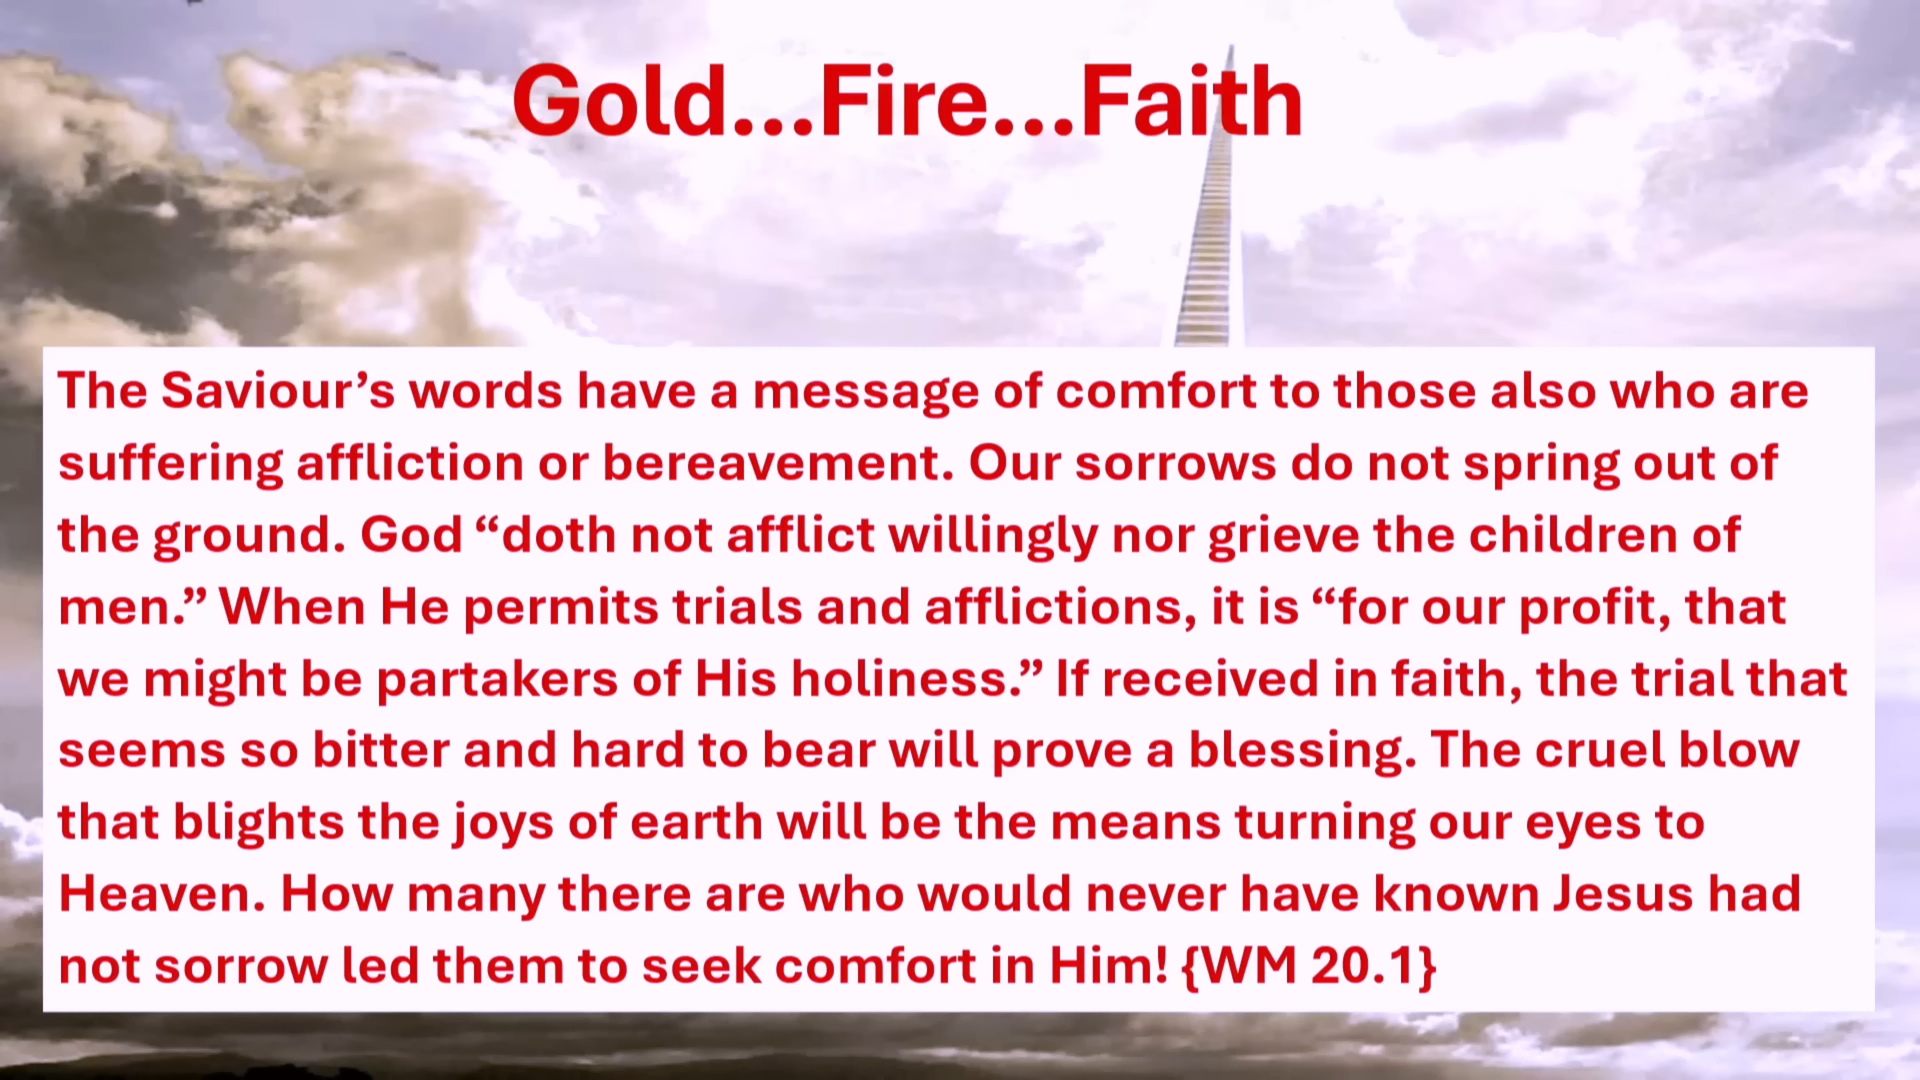 Gold...Fire...Faith
The Saviour’s words have a message of comfort to those also who are
suffering affliction or bereavement. Our sorrows do not spring out of
the ground. God “doth not afflict willingly nor grieve the children of
men.” When He permits trials and afflictions, it is “for our profit, that
we might be partakers of His holiness.” If received in faith, the trial that
seems so bitter and hard to bear will prove a blessing. The cruel blow
that blights the joys of earth will be the means turning our eyes to
Heaven. How many there are who would never have known Jesus had
not sorrow led them to seek comfort in Him! {WM 20.1}